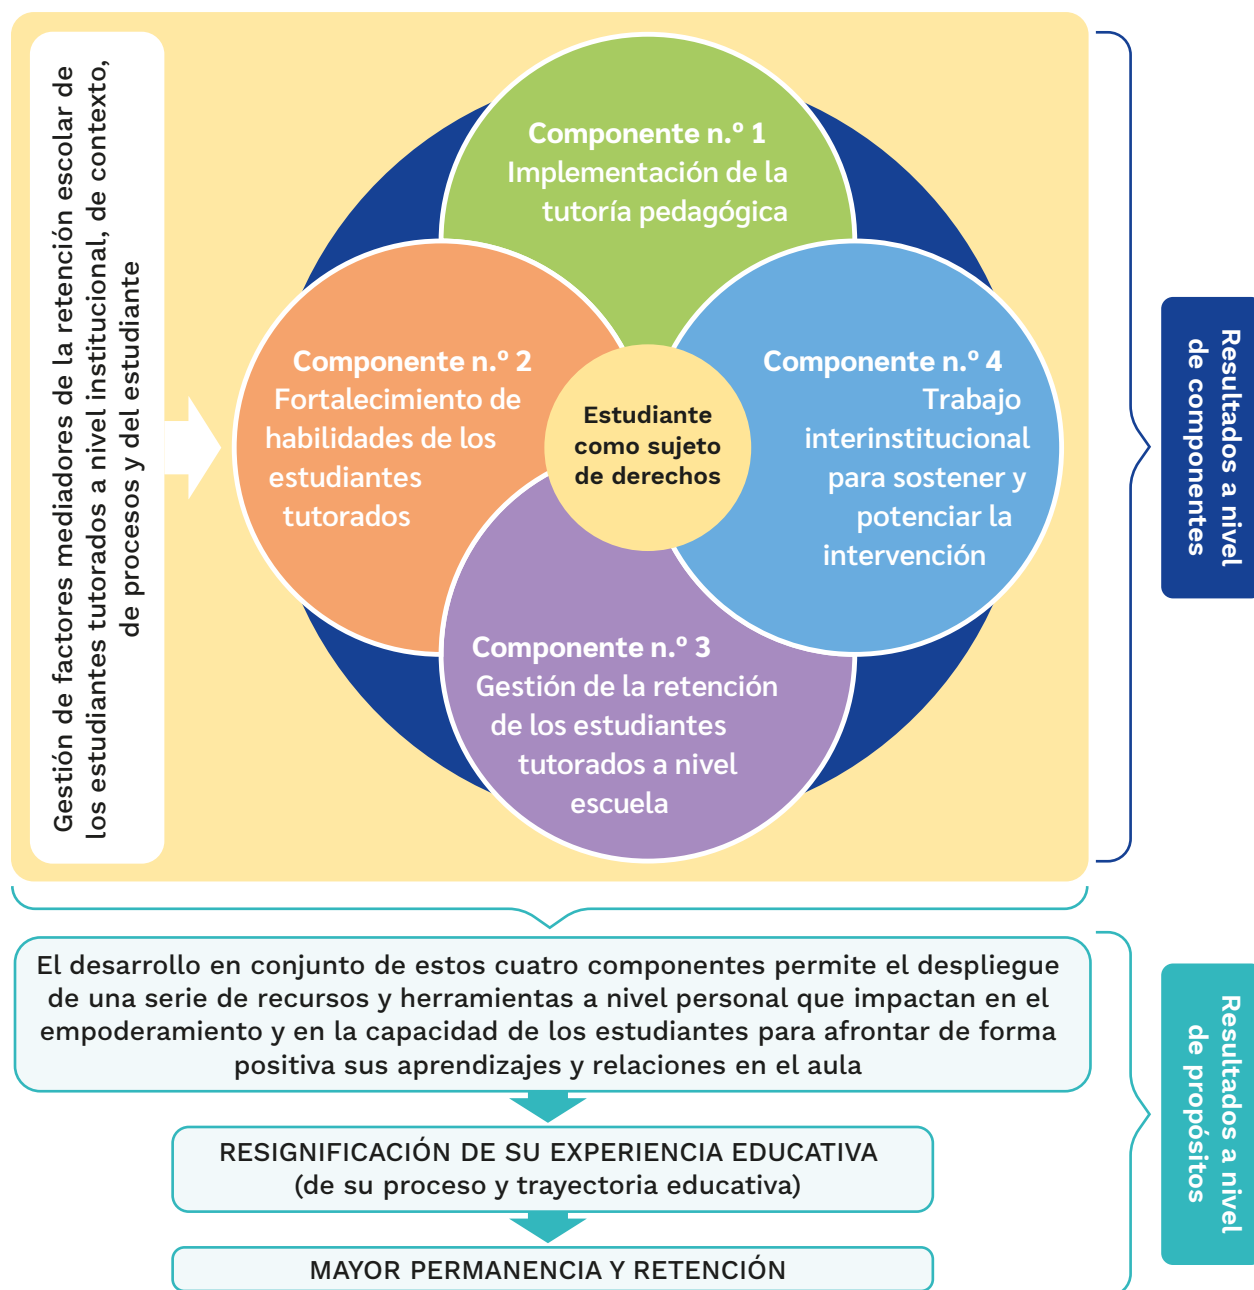 Gestión de factores mediadores de la retención escolar de
los estudiantes tutorados a nivel institucional, de contexto,
de procesos y del estudiante
Componente n.º 1
Implementación de la
tutoría pedagógica
Componente n.º 2
Fortalecimiento de
habilidades de los
estudiantes
tutorados
Estudiante
como sujeto
de derechos
Componente n.º 4
Trabajo
interinstitucional
para sostener y
potenciar la
intervención
Componente n.º 3
Gestión de la retención
de los estudiantes
tutorados a nivel
escuela
Resultados a nivel
de componentes
El desarrollo en conjunto de estos cuatro componentes permite el despliegue
de una serie de recursos y herramientas a nivel personal que impactan en el
empoderamiento y en la capacidad de los estudiantes para afrontar de forma
positiva sus aprendizajes y relaciones en el aula
RESIGNIFICACIÓN DE SU EXPERIENCIA EDUCATIVA
(de su proceso y trayectoria educativa)
MAYOR PERMANENCIA Y RETENCIÓN
Resultados a nivel
de propósitos